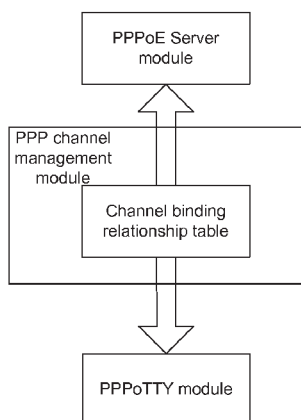 PPPoE Server
module
PPP channel
management
module
Channel binding
relationship table
PPPoTTY module